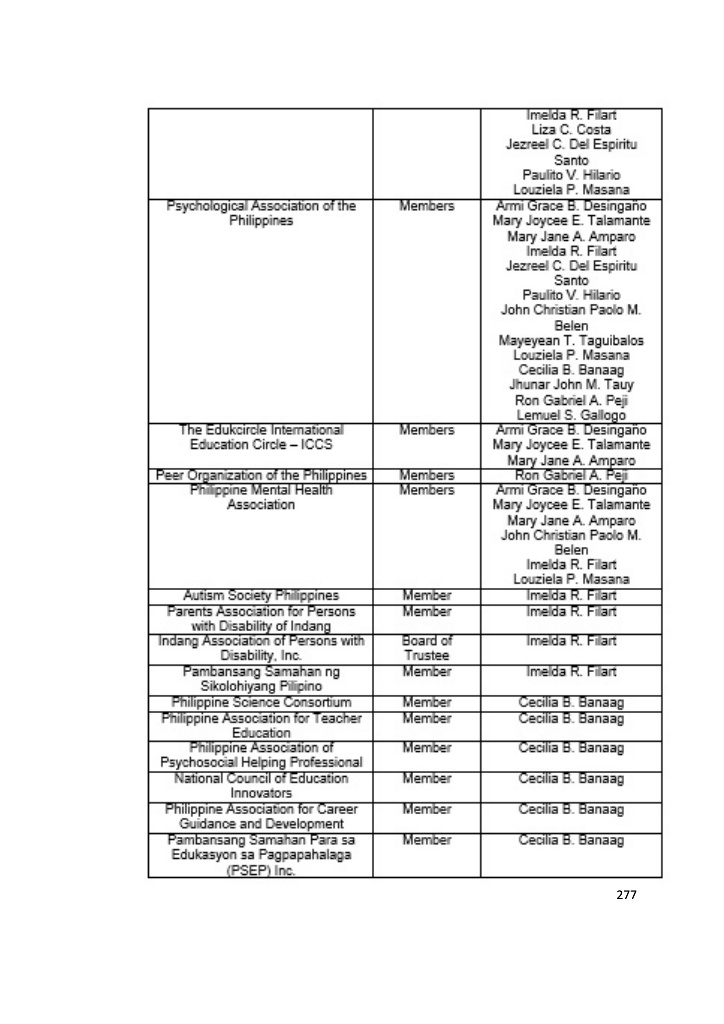 Imelda R. Filart
Liza C. Costa
Jezreel C. Del Espiritu
Santo
Paulito V. Hilario
Louziela P. Masana
Psychological Association of the
Philippines
Members
Armi Grace B. Desingaño
Mary Joycee E. Talamante
Mary Jane A. Amparo
Imelda R. Filart
Jezreel C. Del Espiritu
Santo
Paulito V. Hilario
John Christian Paolo M.
Belen
Mayeyean T. Taguibalos
Louziela P. Masana
Cecilia B. Banaag
Jhunar John M. Tauy
Ron Gabriel A. Peji
Lemuel S. Gallogo
The Edukcircle International
Education Circle – ICCS
Members
Armi Grace B. Desingaño
Mary Joycee E. Talamante
Mary Jane A. Amparo
Peer Organization of the Philippines
Members
Ron Gabriel A. Peji
Philippine Mental Health
Association
Members
Armi Grace B. Desingaño
Mary Joycee E. Talamante
Mary Jane A. Amparo
John Christian Paolo M.
Belen
Imelda R. Filart
Louziela P. Masana
Autism Society Philippines
Member
Imelda R. Filart
Parents Association for Persons
with Disability of Indang
Member
Imelda R. Filart
Indang Association of Persons with
Disability, Inc.
Board of
Trustee
Imelda R. Filart
Pambansang Samahan ng
Sikolohiyang Pilipino
Member
Imelda R. Filart
Philippine Science Consortium
Member
Cecilia B. Banaag
Philippine Association for Teacher
Education
Member
Cecilia B. Banaag
Philippine Association of
Psychosocial Helping Professional
Member
Cecilia B. Banaag
National Council of Education
Innovators
Member
Cecilia B. Banaag
Philippine Association for Career
Guidance and Development
Member
Cecilia B. Banaag
Pambansang Samahan Para sa
Edukasyon sa Pagpapahalaga
(PSEP) Inc.
Member
Cecilia B. Banaag
277